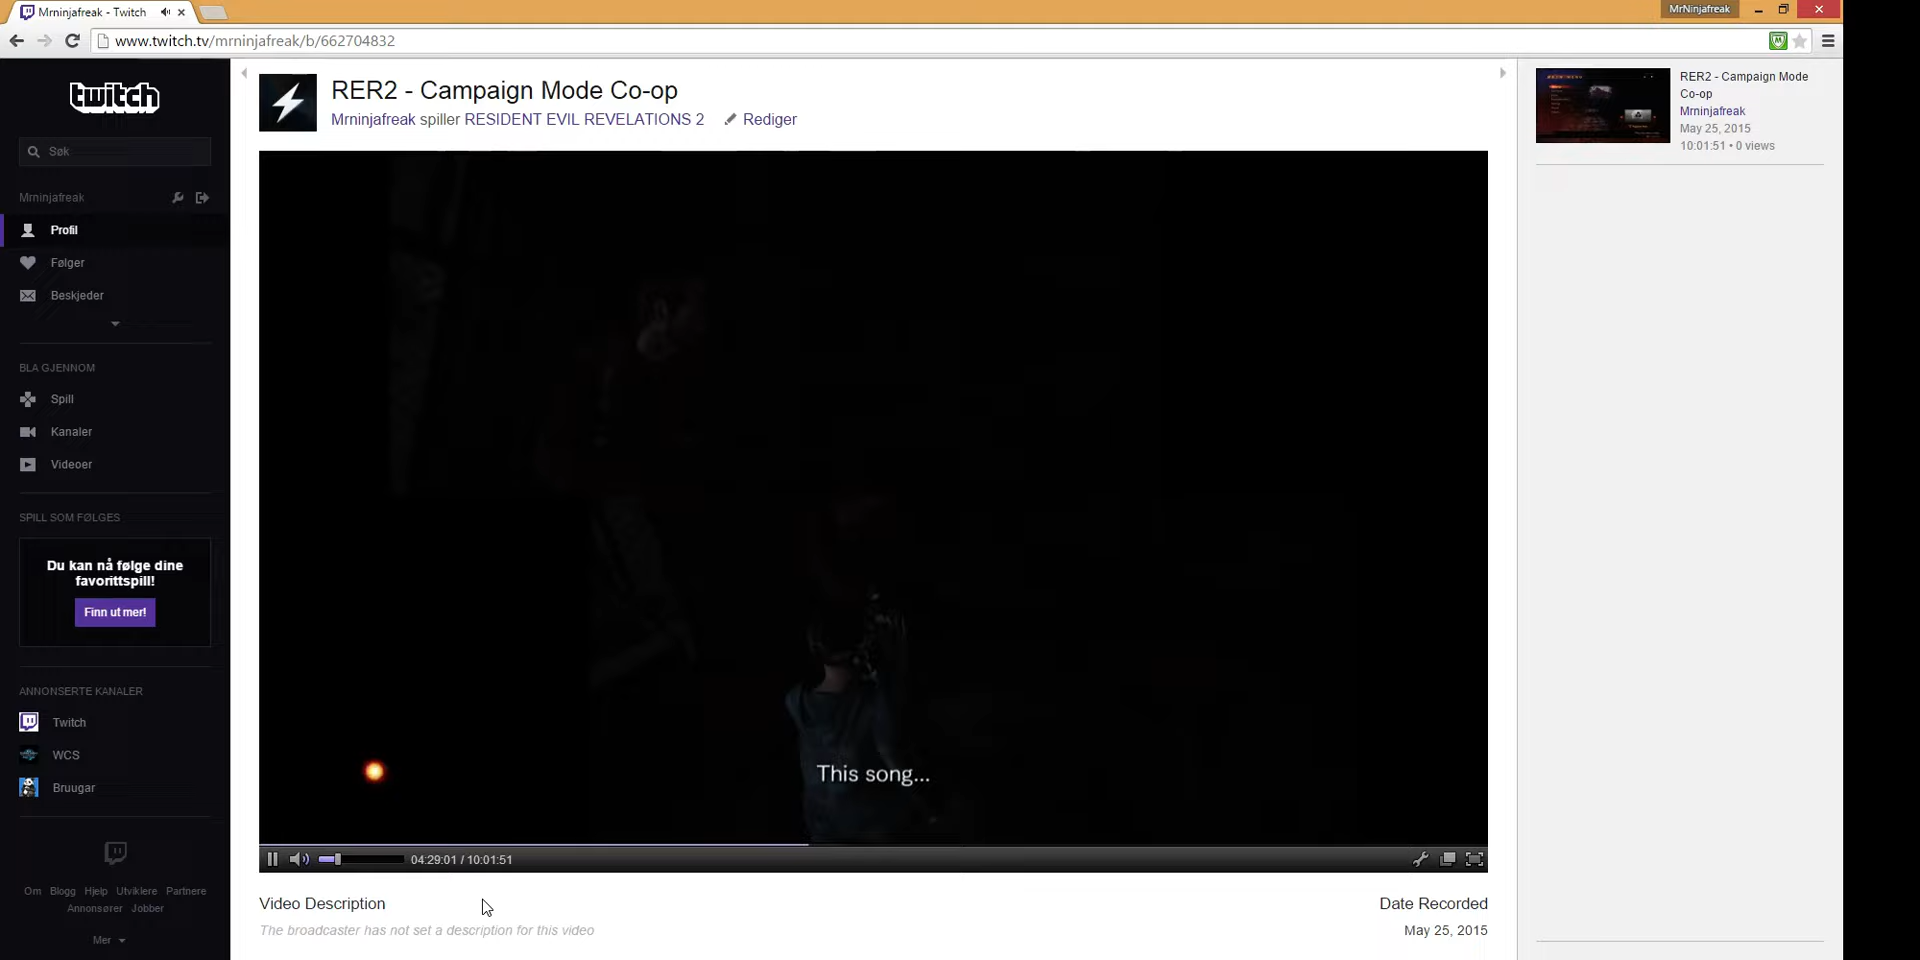 Mrninjafreak - Twitch
MrNinjafreak
www.twitch.tv/mrninjafreak/b/662704832
twitch
Søk
Mrninjafreak
Profil
Følger
Beskjeder
BLA GJENNOM
Spill
Kanaler
Videoer
SPILL SOM FØLGES
Du kan nå følge dine
favorittspill!
Finn ut mer!
ANNONSERTE KANALER
Twitch
WCS
Bruugar
Om Blogg Hjelp Utviklere Partnere
Annonsører Jobber
Mer
RER2 - Campaign Mode Co-op
Mrninjafreak spiller RESIDENT EVIL REVELATIONS 2 Rediger
This song...
04:29:01 / 10:01:51
Video Description
The broadcaster has not set a description for this video
Date Recorded
May 25, 2015
RER2 - Campaign Mode
Co-op
Mrninjafreak
May 25, 2015
10:01:51 • 0 views